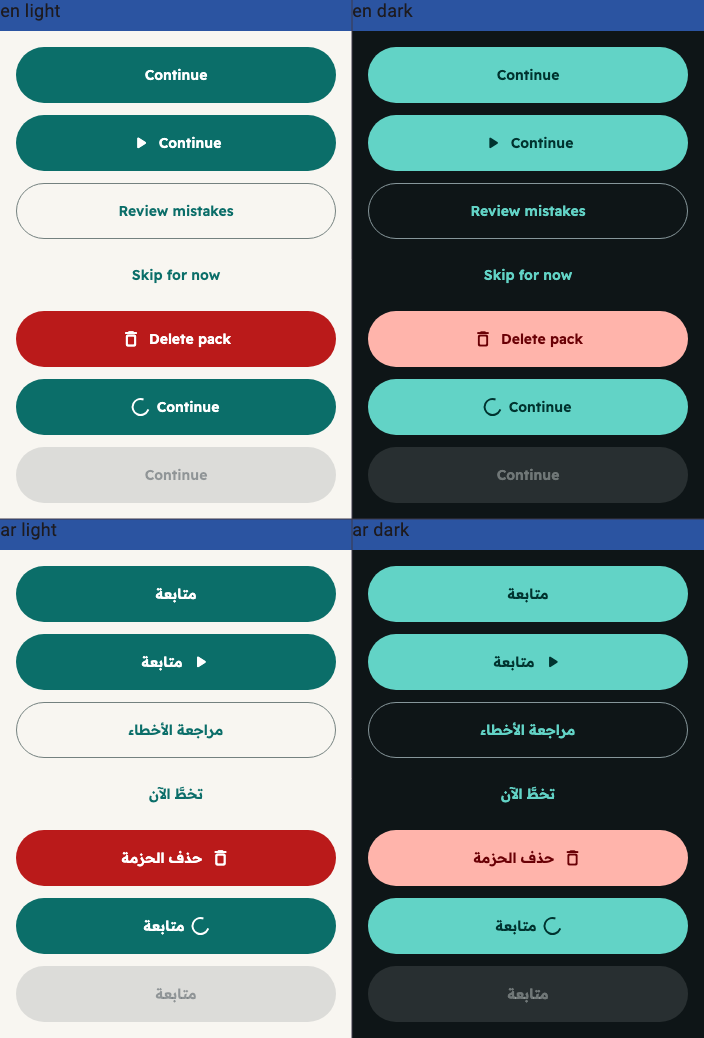 en light
Continue
Continue
Review mistakes
Skip for now
Delete pack
Continue
Continue
en dark
Continue
Continue
Review mistakes
Skip for now
Delete pack
Continue
Continue
ar light
متابعة
متابعة
مراجعة الأخطاء
تخطَّ الآن
حذف الحزمة
متابعة
متابعة
ar dark
متابعة
متابعة
مراجعة الأخطاء
تخطَّ الآن
حذف الحزمة
متابعة
متابعة